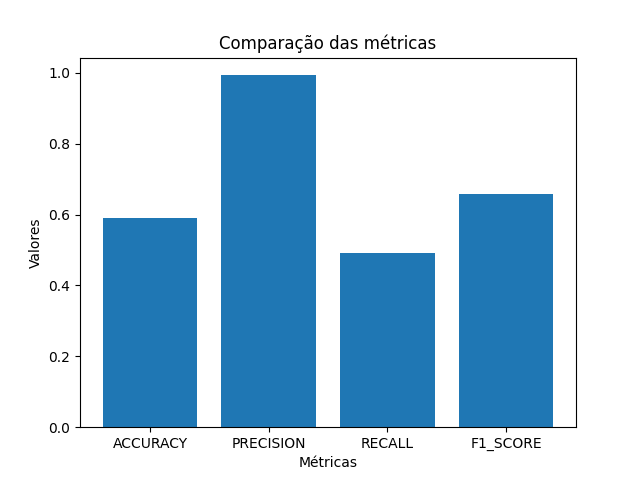 Comparação das métricas
Valores
1.0
0.8
0.6
0.4
0.2
0.0
ACCURACY PRECISION RECALL F1_SCORE
Métricas